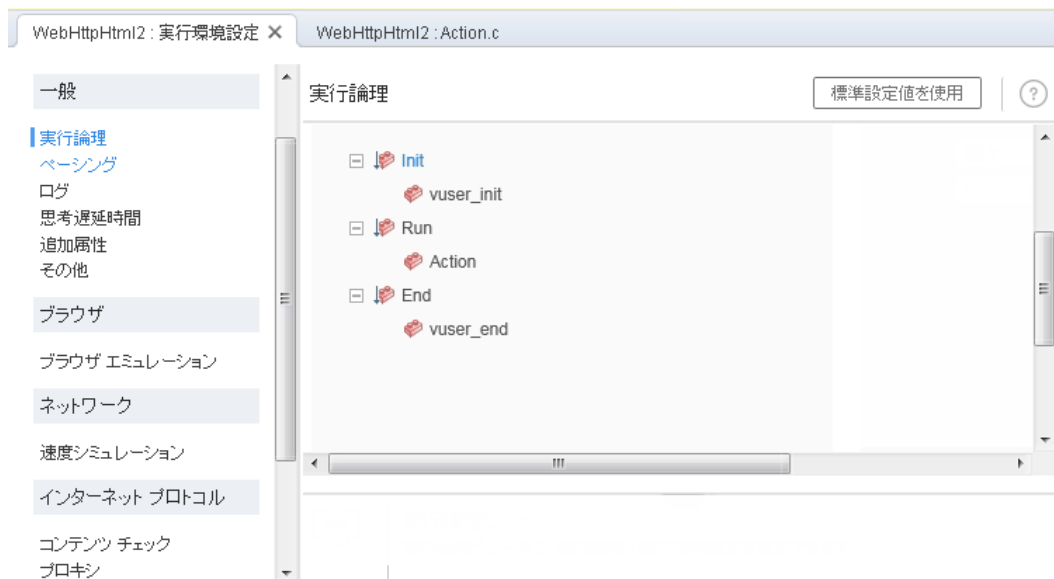 WebHttpHtml2 : 実行環境設定 ✕
WebHttpHtml2 : Action.c
一般
実行論理
ペーシング
ログ
思考遅延時間
追加属性
その他
ブラウザ
ブラウザ エミュレーション
ネットワーク
速度シミュレーション
インターネット プロトコル
コンテンツ チェック
プロキシ
実行論理
標準設定値を使用
?
Init
vuser_init
Run
Action
End
vuser_end